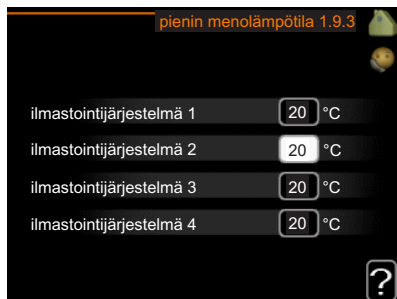 pienin menolämpötila 1.9.3
ilmastointijärjestelmä 1 20 °C
ilmastointijärjestelmä 2 20 °C
ilmastointijärjestelmä 3 20 °C
ilmastointijärjestelmä 4 20 °C
?